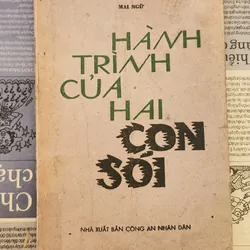 MAI NGỮ
HÀNH
TRÌNH
CỦA
HAI
CON
SÓI
NHÀ XUẤT BẢN CÔNG AN NHÂN DÂN